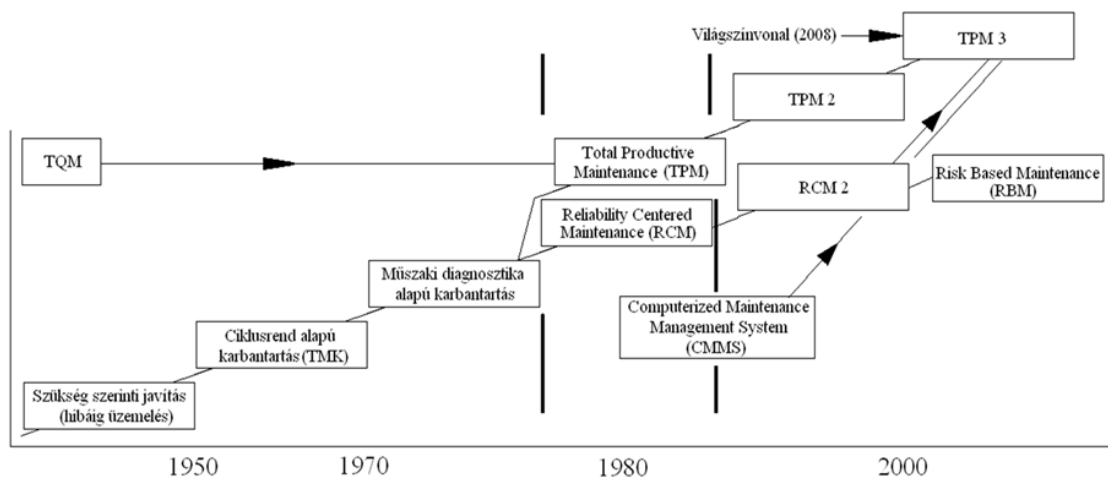 Világszínvonal (2008)
TPM 3
TPM 2
TQM
Total Productive
Maintenance (TPM)
RCM 2
Risk Based Maintenance
(RBM)
Reliability Centered
Maintenance (RCM)
Műszaki diagnosztika
alapú karbantartás
Computerized Maintenance
Management System
(CMMS)
Ciklusrend alapú
karbantartás (TMK)
Szükség szerinti javítás
(hibáig üzemelés)
1950
1970
1980
2000